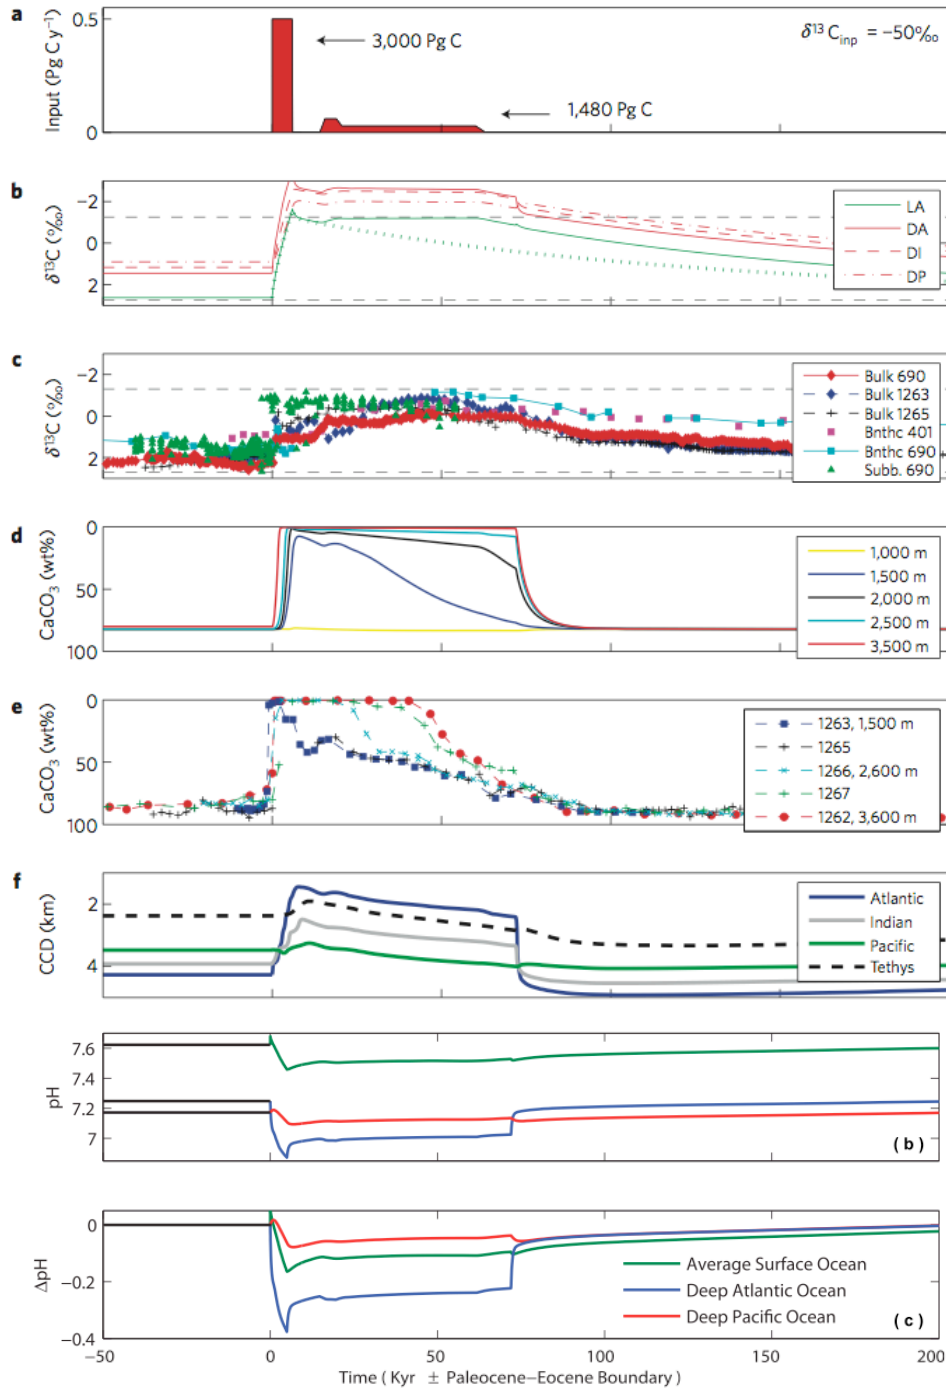 a
0.5
0
Input (Pg C y⁻¹)
3,000 Pg C
1,480 Pg C
δ¹³C_inp = −50‰
b
−2
0
2
δ¹³C (‰)
LA
DA
DI
DP
c
−2
0
2
δ¹³C (‰)
Bulk 690
Bulk 1263
Bulk 1265
Bnthc 401
Bnthc 690
Subb. 690
d
0
50
100
CaCO₃ (wt%)
1,000 m
1,500 m
2,000 m
2,500 m
3,500 m
e
0
50
100
CaCO₃ (wt%)
1263, 1,500 m
1265
1266, 2,600 m
1267
1262, 3,600 m
f
2
4
CCD (km)
Atlantic
Indian
Pacific
Tethys
7.6
7.4
7.2
7
pH
( b )
0
−0.2
−0.4
ΔpH
Average Surface Ocean
Deep Atlantic Ocean
Deep Pacific Ocean
( c )
−50 0 50 100 150 200
Time ( Kyr ± Paleocene−Eocene Boundary )